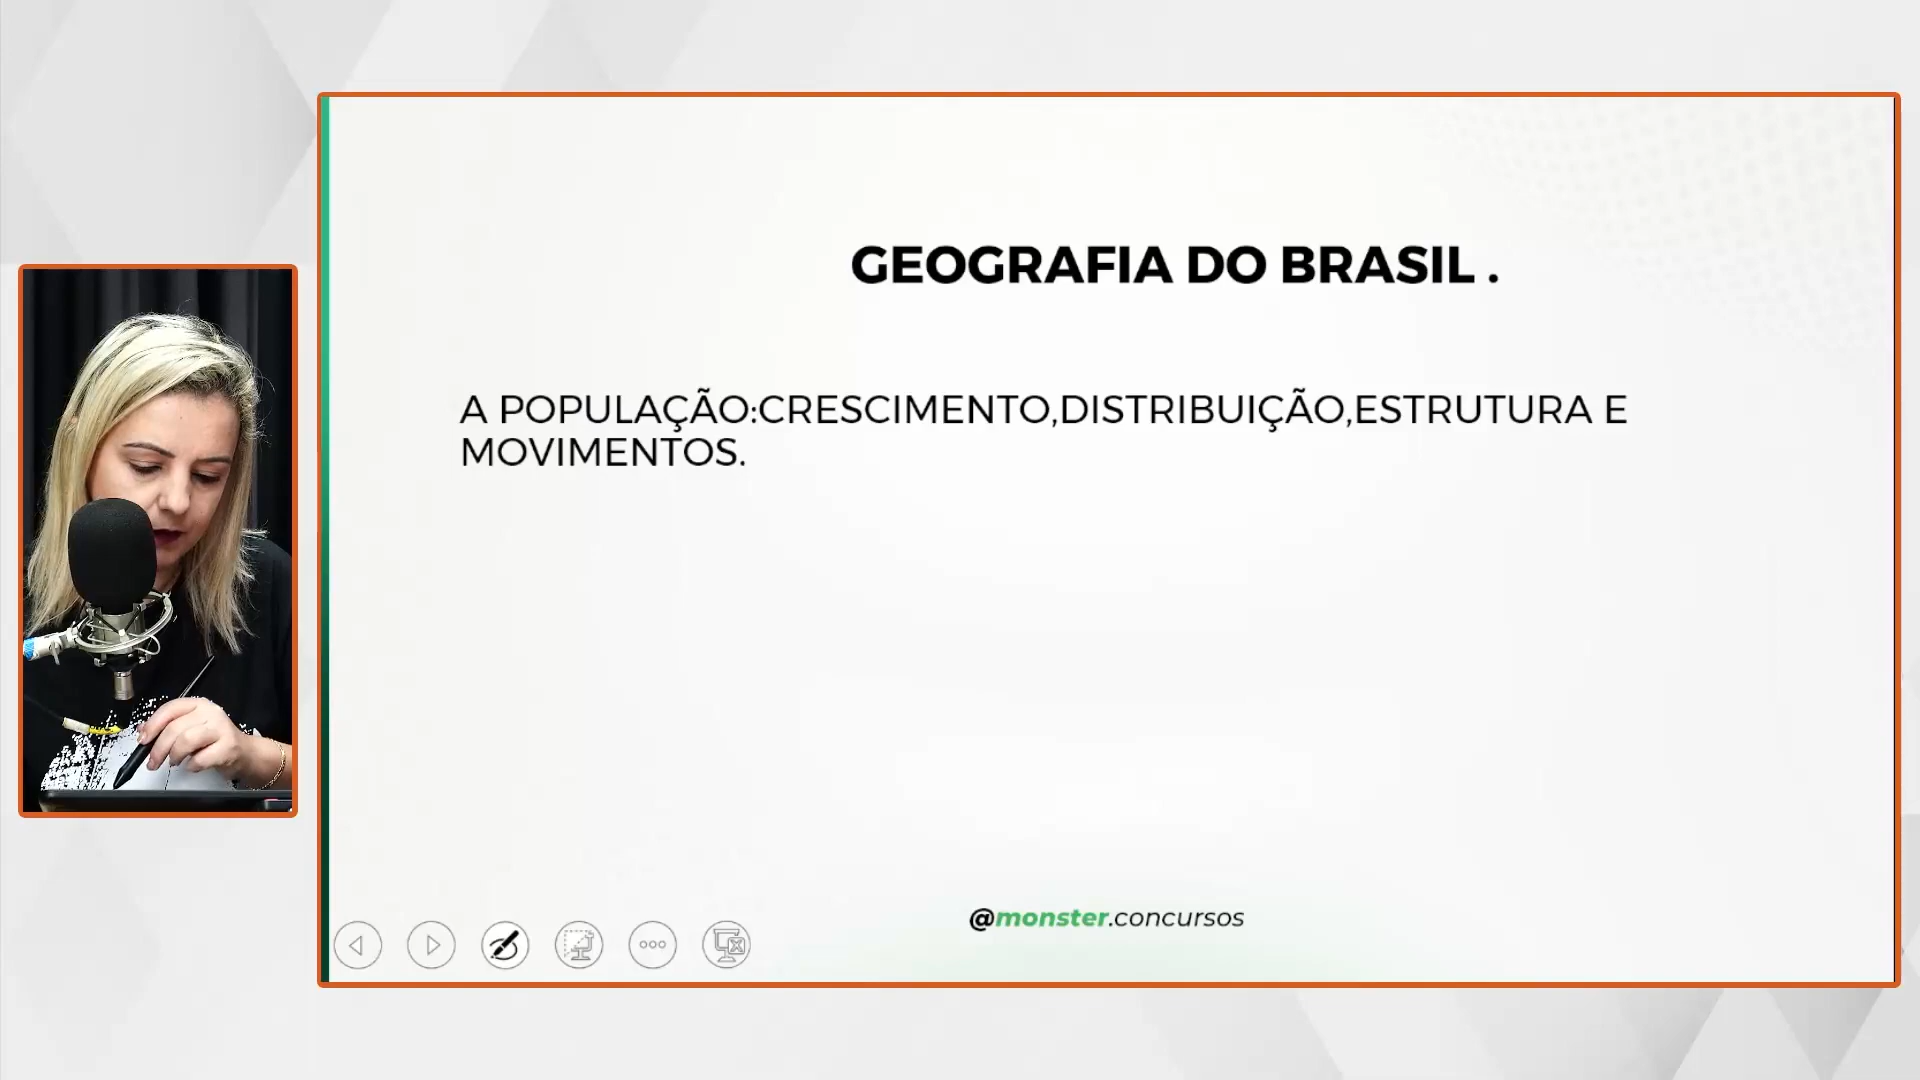 GEOGRAFIA DO BRASIL .
A POPULAÇÃO:CRESCIMENTO,DISTRIBUIÇÃO,ESTRUTURA E
MOVIMENTOS.
@monster.concursos